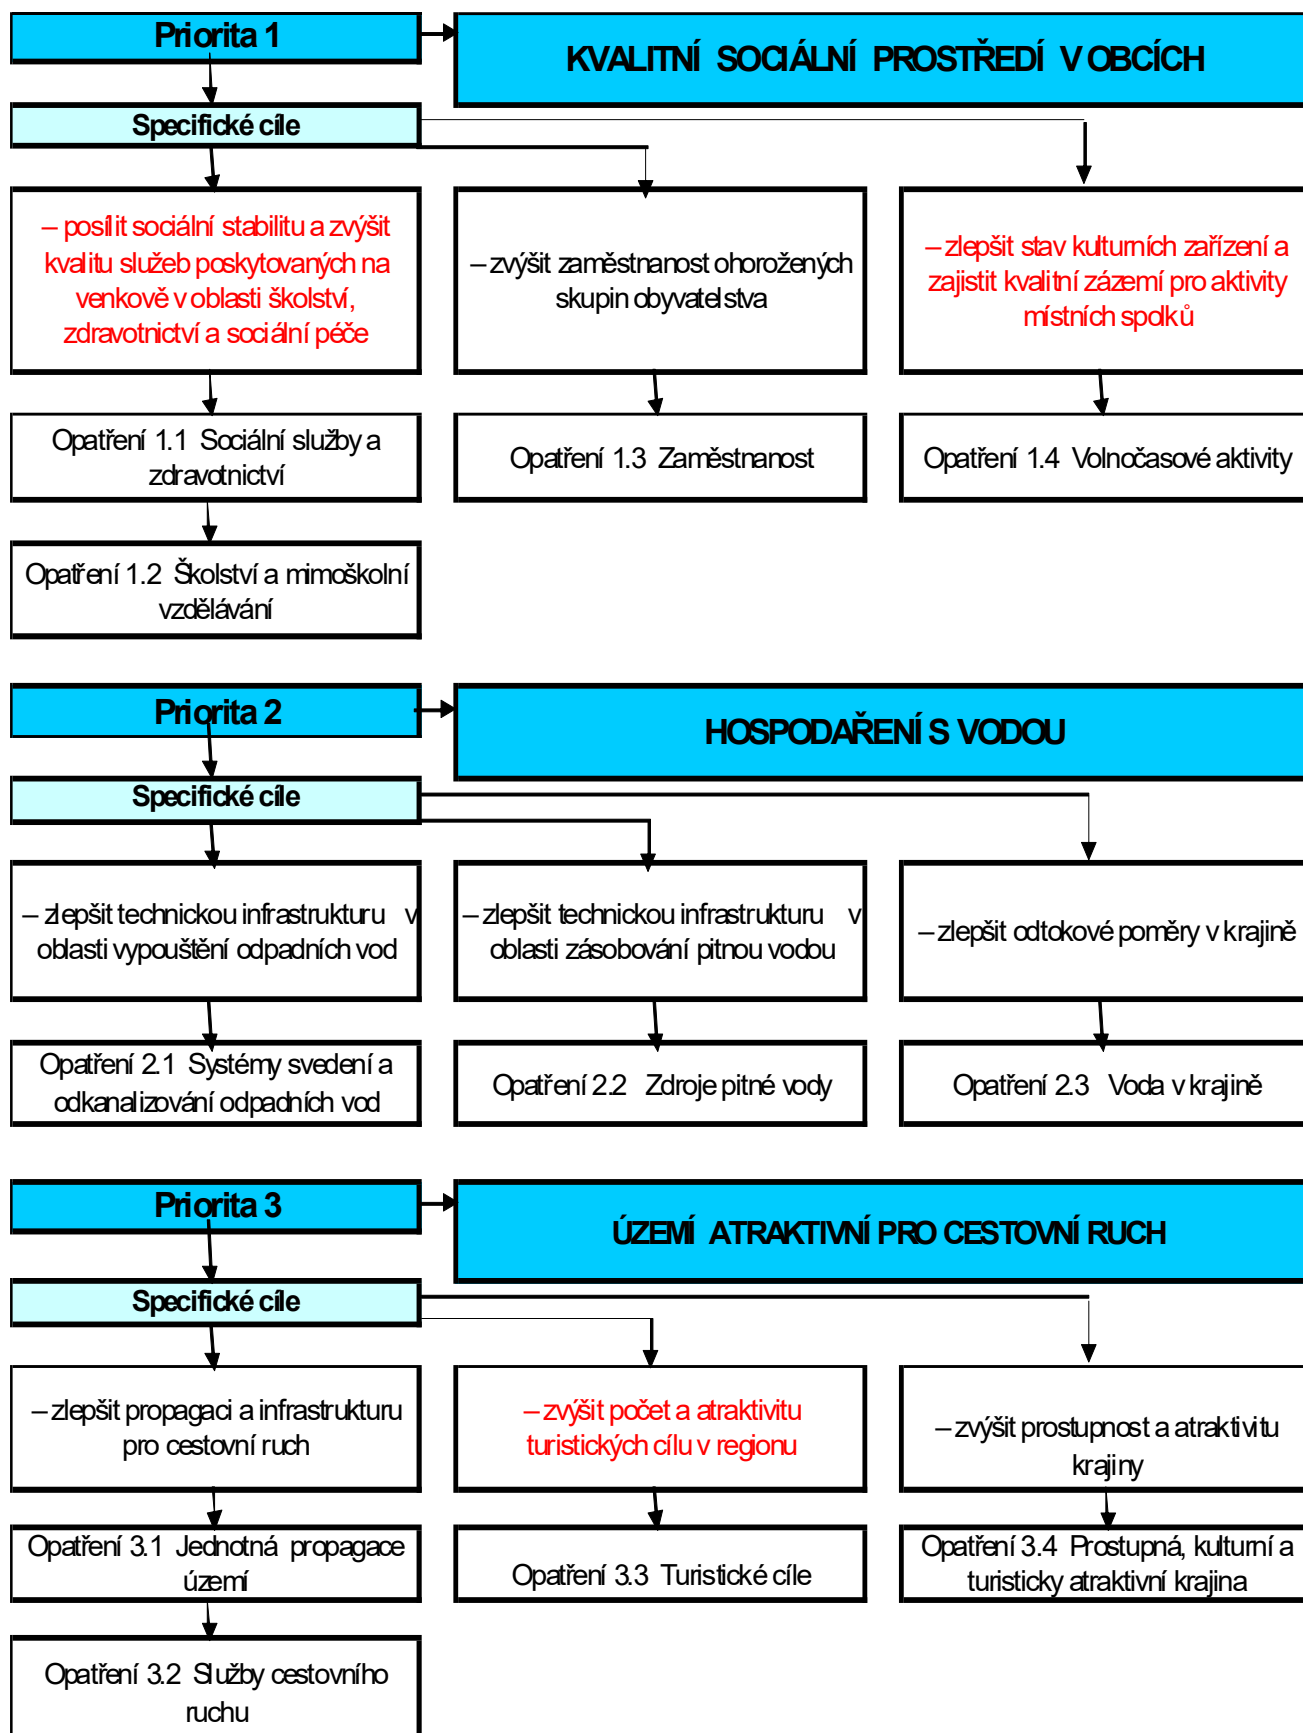 Priorita 1
KVALITNÍ SOCIÁLNÍ PROSTŘEDÍ V OBCÍCH
Specifické cíle
– posílit sociální stabilitu a zvýšit
kvalitu služeb poskytovaných na
venkově v oblasti školství,
zdravotnictví a sociální péče
– zvýšit zaměstnanost ohorožených
skupin obyvatelstva
– zlepšit stav kulturních zařízení a
zajistit kvalitní zázemí pro aktivity
místních spolků
Opatření 1.1 Sociální služby a
zdravotnictví
Opatření 1.3 Zaměstnanost
Opatření 1.4 Volnočasové aktivity
Opatření 1.2 Školství a mimoškolní
vzdělávání
Priorita 2
HOSPODAŘENÍ S VODOU
Specifické cíle
– zlepšit technickou infrastrukturu v
oblasti vypouštění odpadních vod
– zlepšit technickou infrastrukturu v
oblasti zásobování pitnou vodou
– zlepšit odtokové poměry v krajině
Opatření 2.1 Systémy svedení a
odkanalizování odpadních vod
Opatření 2.2 Zdroje pitné vody
Opatření 2.3 Voda v krajině
Priorita 3
ÚZEMÍ ATRAKTIVNÍ PRO CESTOVNÍ RUCH
Specifické cíle
– zlepšit propagaci a infrastrukturu
pro cestovní ruch
– zvýšit počet a atraktivitu
turistických cílu v regionu
– zvýšit prostupnost a atraktivitu
krajiny
Opatření 3.1 Jednotná propagace
území
Opatření 3.3 Turistické cíle
Opatření 3.4 Prostupná, kulturní a
turisticky atraktivní krajina
Opatření 3.2 Služby cestovního
ruchu